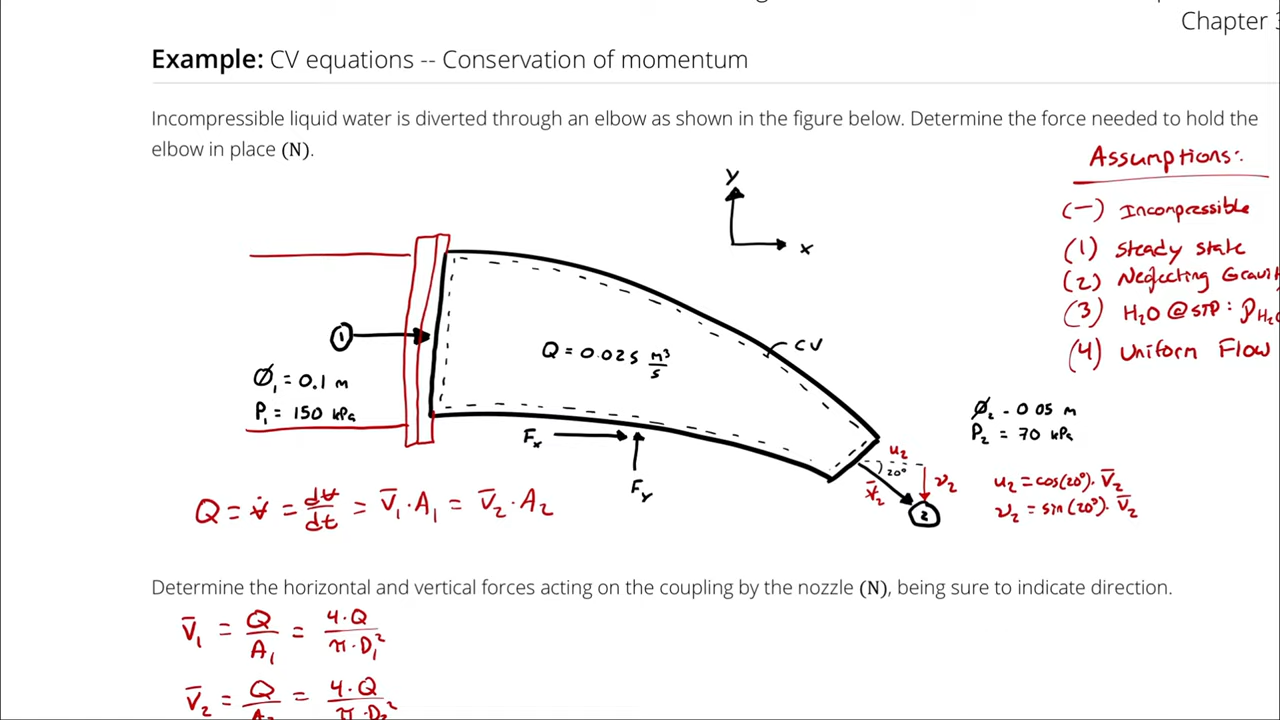 Chapter 3
Example: CV equations -- Conservation of momentum
Incompressible liquid water is diverted through an elbow as shown in the figure below. Determine the force needed to hold the
elbow in place (N).
Assumptions:
(-) Incompressible
(1) Steady state
(2) Neglecting Gravit
(3) H₂O @ STP : ρH₂O
(4) Uniform Flow
y
x
1
Q = 0.025 m³/s
CV
Ø₁ = 0.1 m
P₁ = 150 kPa
Ø₂ - 0.05 m
P₂ = 70 kPa
Fx
Fy
u₂
20°
v₂
V̄₂
2
u₂ = cos(20°)·V̄₂
v₂ = sin(20°)·V̄₂
Q = V̶̇ = dV̶/dt = V̄₁·A₁ = V̄₂·A₂
Determine the horizontal and vertical forces acting on the coupling by the nozzle (N), being sure to indicate direction.
V̄₁ = Q/A₁ = 4·Q/π·D₁²
V̄₂ = Q/A₂ = 4·Q/π·D₂²